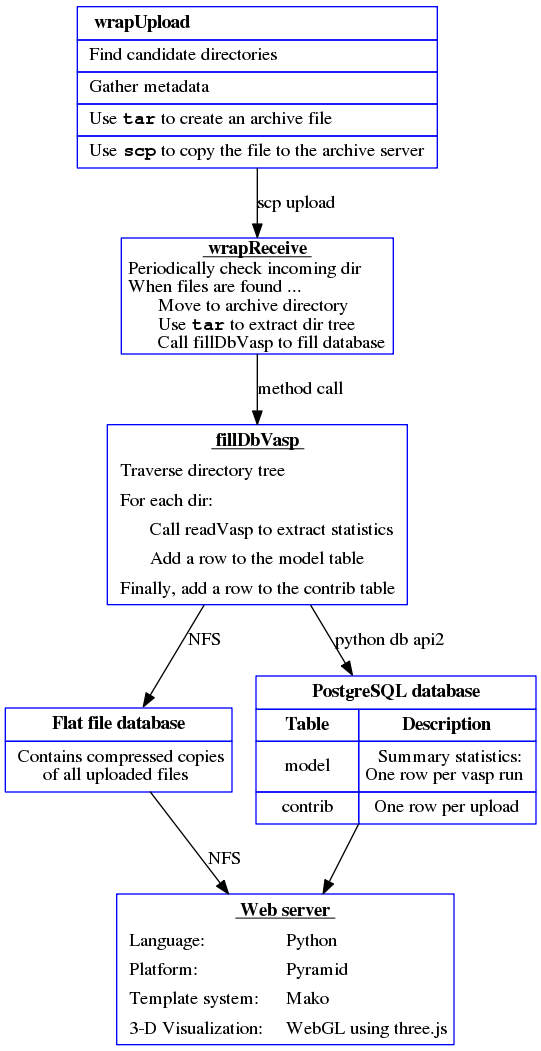 wrapUpload
Find candidate directories
Gather metadata
Use tar to create an archive file
Use scp to copy the file to the archive server
scp upload
wrapReceive
Periodically check incoming dir
When files are found ...
Move to archive directory
Use tar to extract dir tree
Call fillDbVasp to fill database
method call
fillDbVasp
Traverse directory tree
For each dir:
Call readVasp to extract statistics
Add a row to the model table
Finally, add a row to the contrib table
NFS
python db api2
Flat file database
Contains compressed copies
of all uploaded files
PostgreSQL database
Table Description
model Summary statistics:
One row per vasp run
contrib One row per upload
NFS
Web server
Language: Python
Platform: Pyramid
Template system: Mako
3-D Visualization: WebGL using three.js